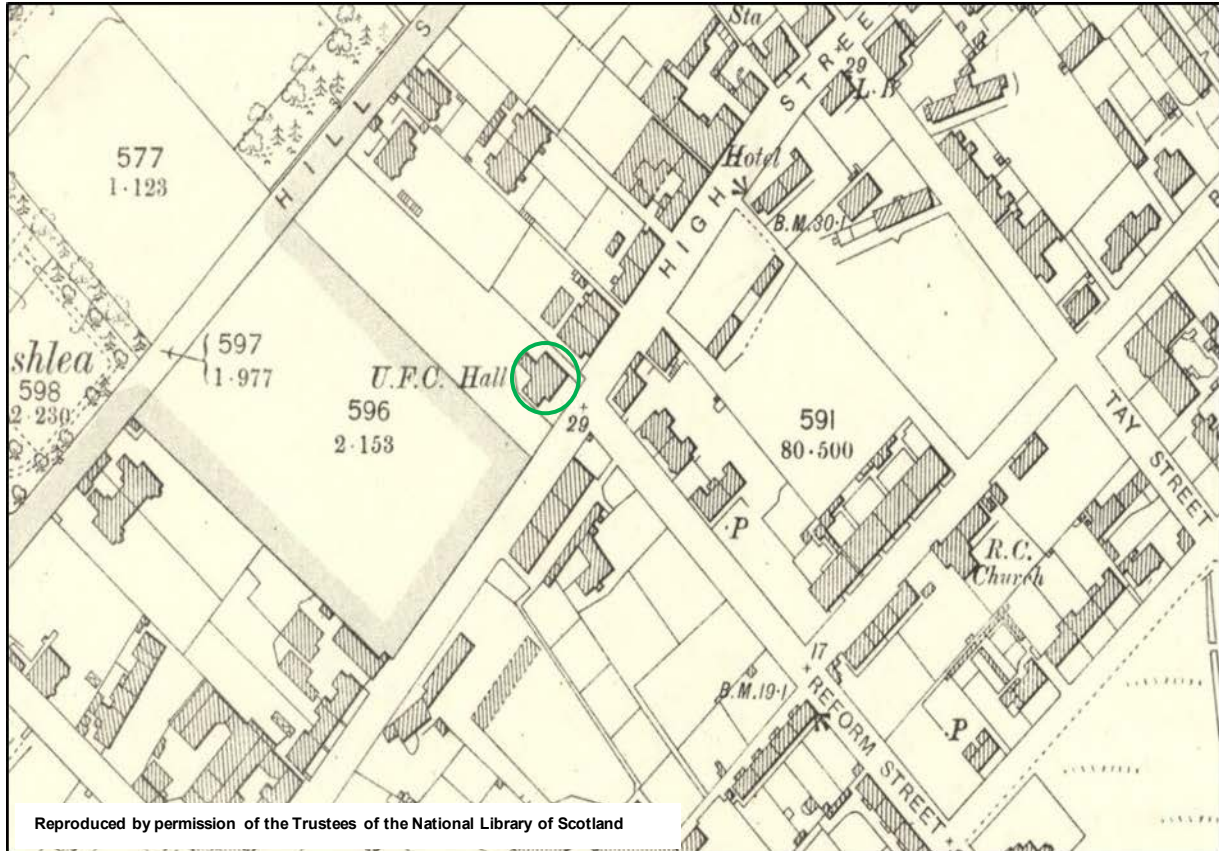 Sta
HILL S
HIGH STREE
29
L.B
577
1·123
Hotel
B.M.30·1
597
1·977
shlea
598
2·230
U.F.C. Hall
596
2·153
29
591
80·500
TAY STREET
P
R.C.
Church
17
B.M.19·1
REFORM STREET
P
Reproduced by permission of the Trustees of the National Library of Scotland